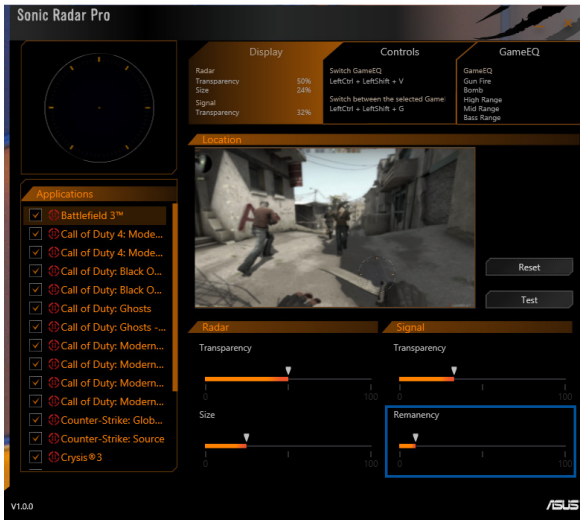 Sonic Radar Pro
Display
Radar
Transparency 50%
Size 24%
Signal
Transparency 32%
Controls
Switch GameEQ
LeftCtrl + LeftShift + V
Switch between the selected Game
LeftCtrl + LeftShift + G
GameEQ
GameEQ
Gun Fire
Bomb
High Range
Mid Range
Bass Range
Location
Applications
Battlefield 3™
Call of Duty 4: Mode...
Call of Duty 4: Mode...
Call of Duty: Black O...
Call of Duty: Black O...
Call of Duty: Ghosts
Call of Duty: Ghosts -...
Call of Duty: Modern...
Call of Duty: Modern...
Call of Duty: Modern...
Call of Duty: Modern...
Counter-Strike: Glob...
Counter-Strike: Source
Crysis®3
Reset
Test
Radar
Transparency
0 100
Size
0 100
Signal
Transparency
0 100
Remanency
0 100
V1.0.0
ASUS